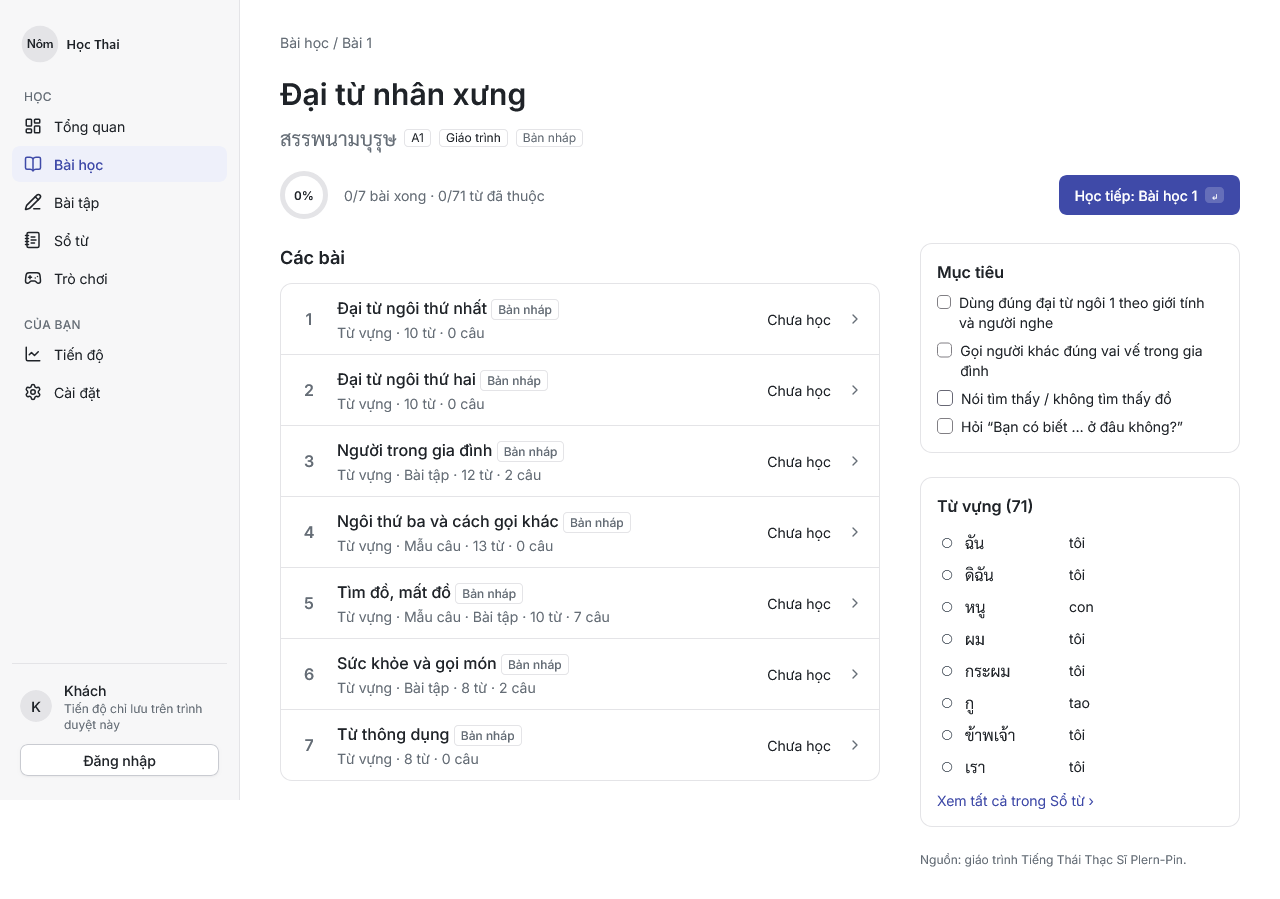 Nôm
Học Thai
HỌC
Tổng quan
Bài học
Bài tập
Sổ từ
Trò chơi
CỦA BẠN
Tiến độ
Cài đặt
K
Khách
Tiến độ chỉ lưu trên trình
duyệt này
Đăng nhập
Bài học / Bài 1
Đại từ nhân xưng
สรรพนามบุรุษ A1 Giáo trình Bản nháp
0% 0/7 bài xong · 0/71 từ đã thuộc
Học tiếp: Bài học 1 ↵
Các bài
1 Đại từ ngôi thứ nhất Bản nháp
Từ vựng · 10 từ · 0 câu
Chưa học
2 Đại từ ngôi thứ hai Bản nháp
Từ vựng · 10 từ · 0 câu
Chưa học
3 Người trong gia đình Bản nháp
Từ vựng · Bài tập · 12 từ · 2 câu
Chưa học
4 Ngôi thứ ba và cách gọi khác Bản nháp
Từ vựng · Mẫu câu · 13 từ · 0 câu
Chưa học
5 Tìm đồ, mất đồ Bản nháp
Từ vựng · Mẫu câu · Bài tập · 10 từ · 7 câu
Chưa học
6 Sức khỏe và gọi món Bản nháp
Từ vựng · Bài tập · 8 từ · 2 câu
Chưa học
7 Từ thông dụng Bản nháp
Từ vựng · 8 từ · 0 câu
Chưa học
Mục tiêu
Dùng đúng đại từ ngôi 1 theo giới tính
và người nghe
Gọi người khác đúng vai vế trong gia
đình
Nói tìm thấy / không tìm thấy đồ
Hỏi “Bạn có biết ... ở đâu không?”
Từ vựng (71)
ฉัน tôi
ดิฉัน tôi
หนู con
ผม tôi
กระผม tôi
กู tao
ข้าพเจ้า tôi
เรา tôi
Xem tất cả trong Sổ từ ›
Nguồn: giáo trình Tiếng Thái Thạc Sĩ Plern-Pin.